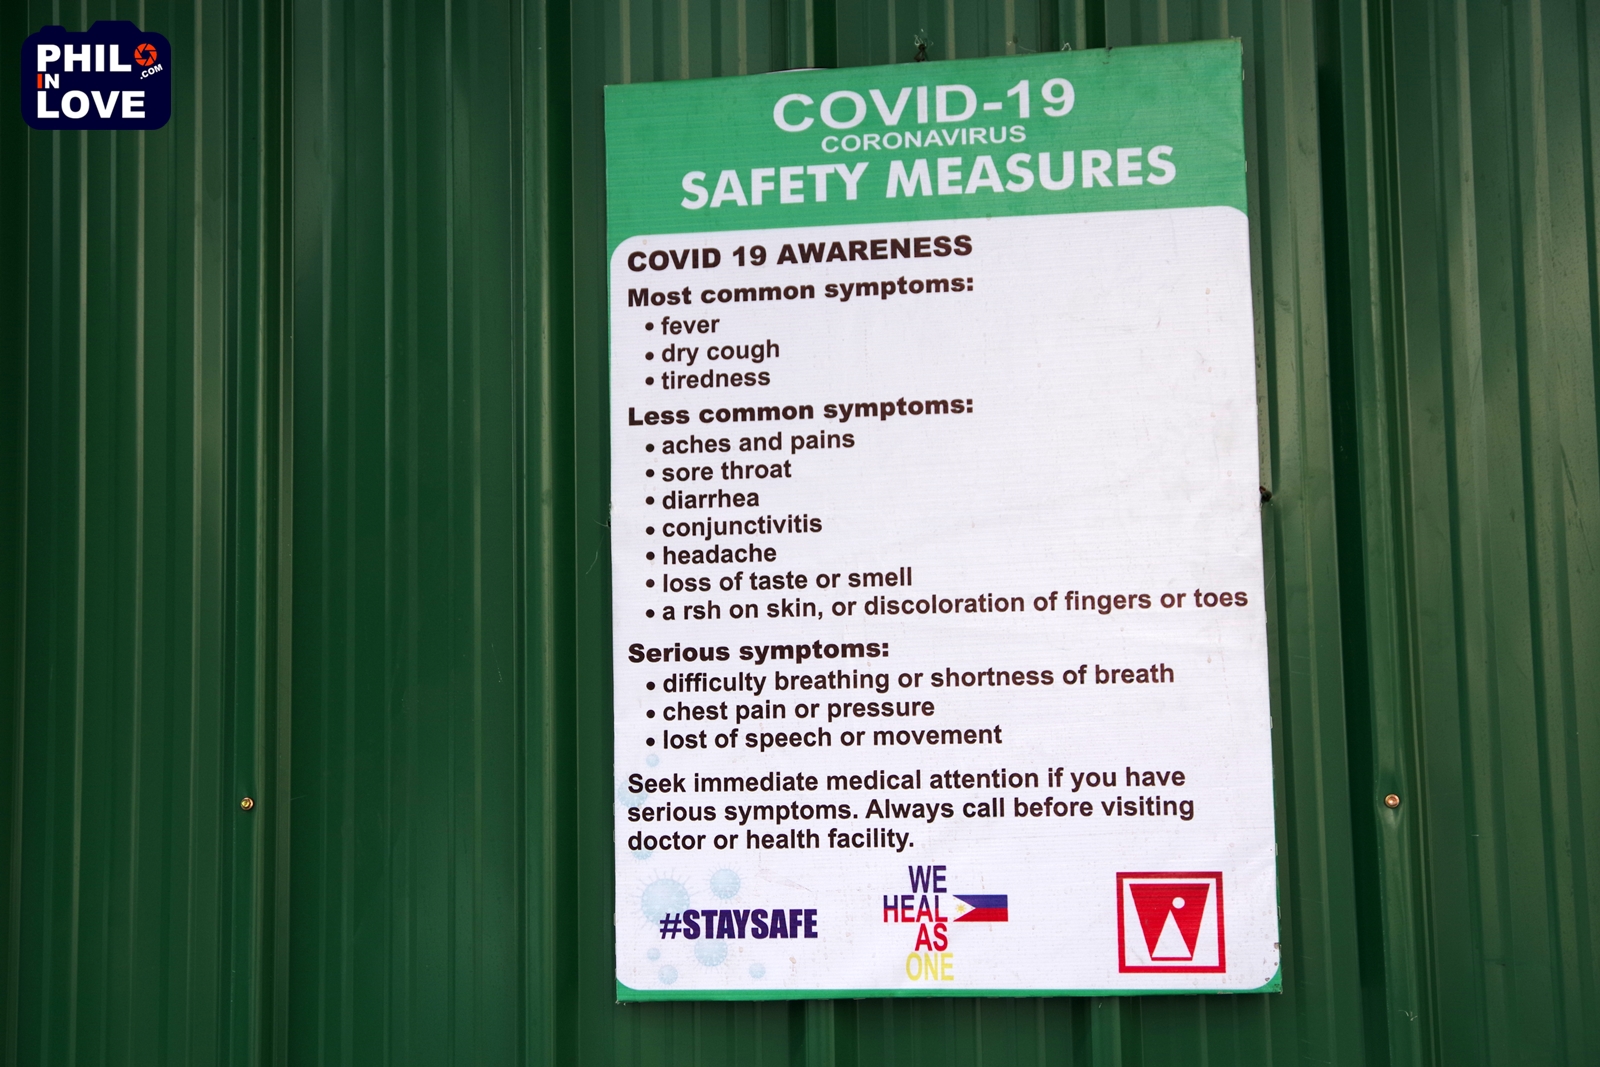 PHIL
IN
.COM
LOVE
COVID-19
CORONAVIRUS
SAFETY MEASURES
COVID 19 AWARENESS
Most common symptoms:
• fever
• dry cough
• tiredness
Less common symptoms:
• aches and pains
• sore throat
• diarrhea
• conjunctivitis
• headache
• loss of taste or smell
• a rsh on skin, or discoloration of fingers or toes
Serious symptoms:
• difficulty breathing or shortness of breath
• chest pain or pressure
• lost of speech or movement
Seek immediate medical attention if you have
serious symptoms. Always call before visiting
doctor or health facility.
#STAYSAFE
WE
HEAL
AS
ONE